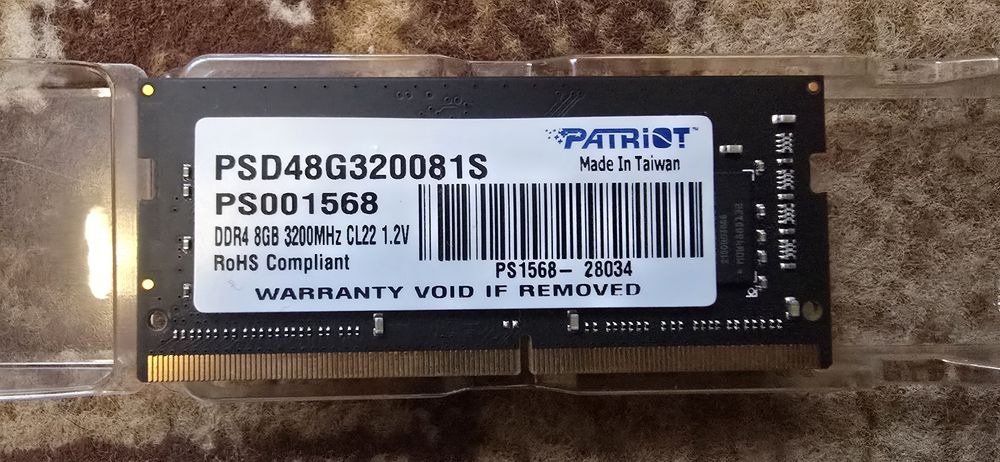 PATRiOT™
Made In Taiwan
PSD48G320081S
PS001568
DDR4 8GB 3200MHz CL22 1.2V
RoHS Compliant
PS1568- 28034
WARRANTY VOID IF REMOVED